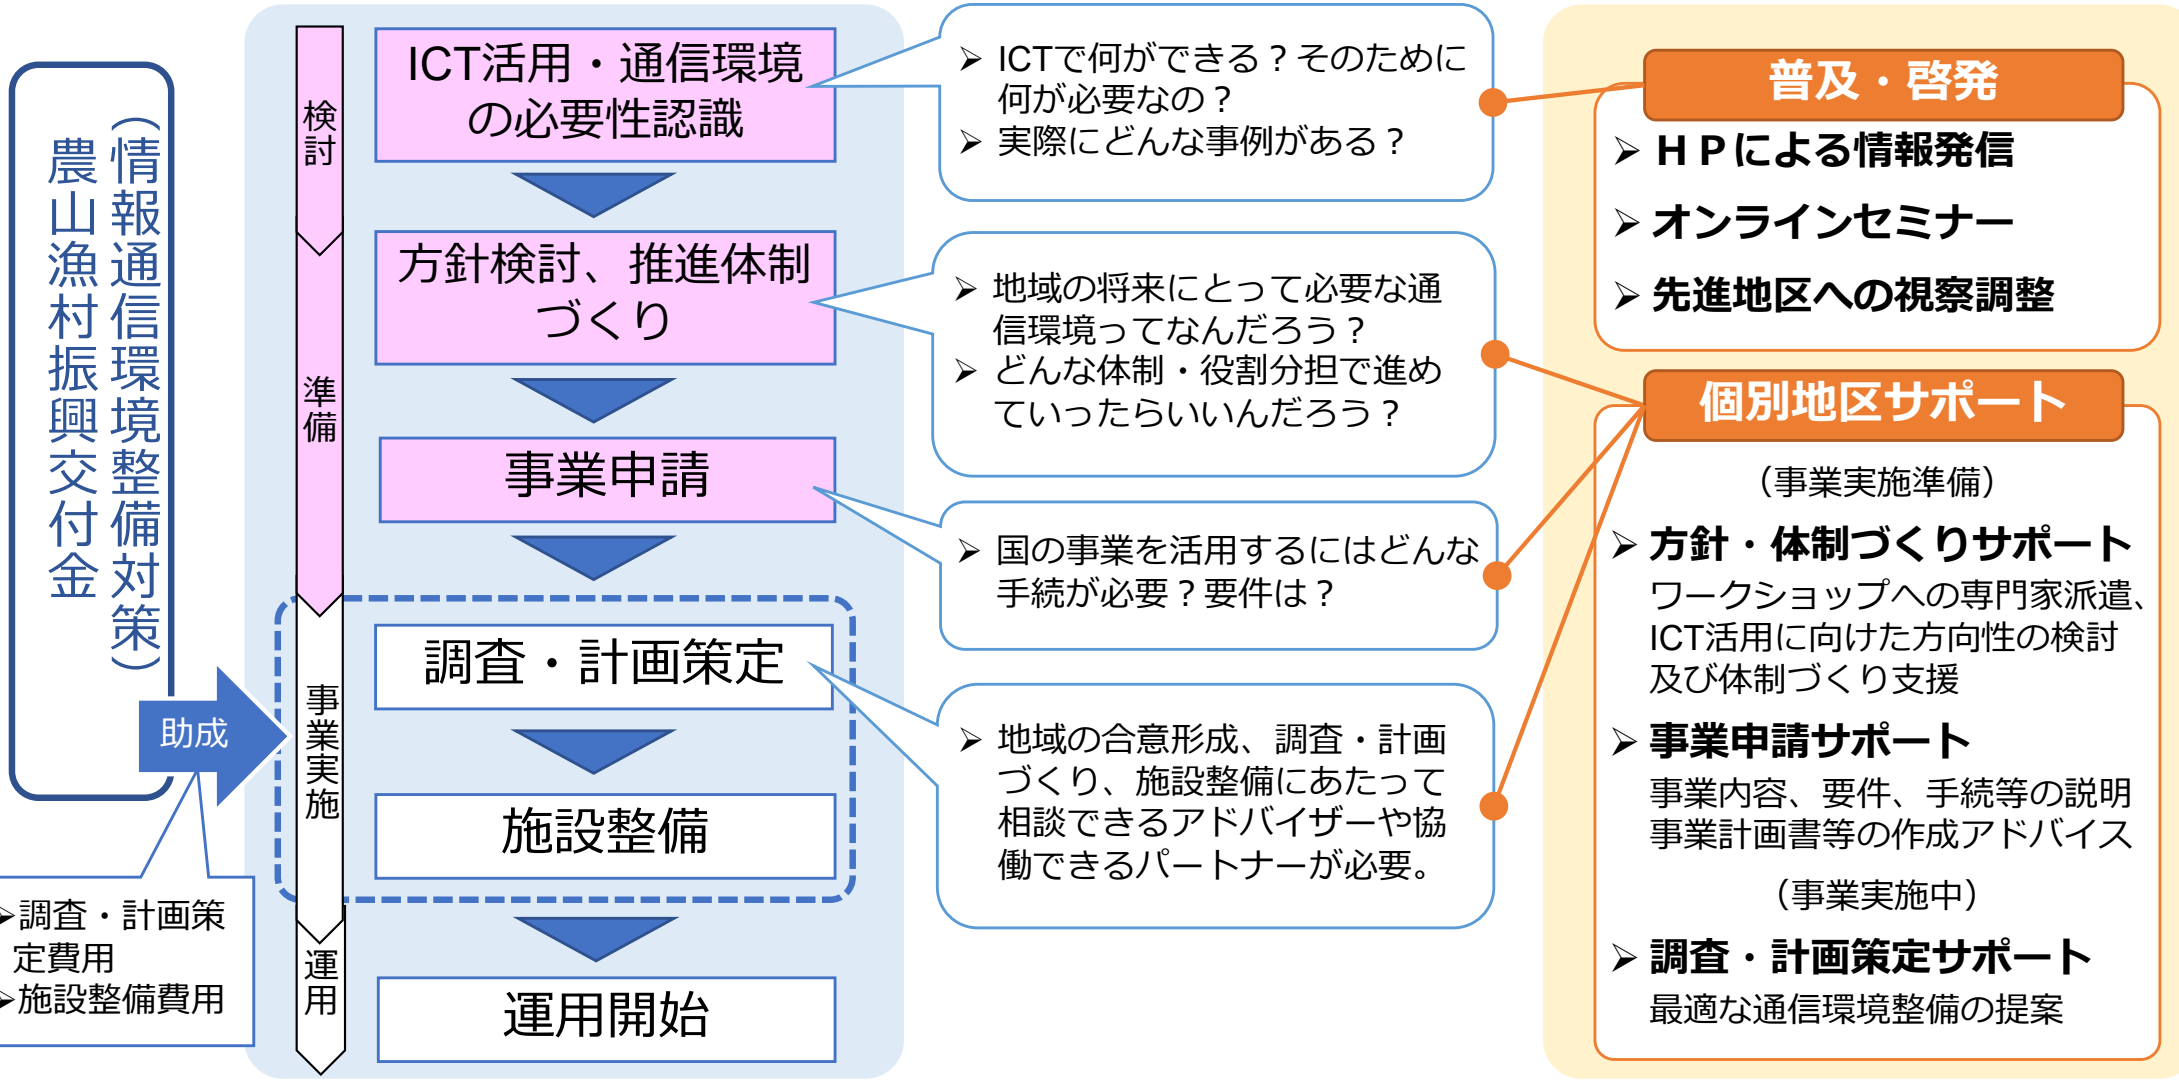 （情報通信環境整備対策）
農山漁村振興交付金
助成
➢調査・計画策
定費用
➢施設整備費用
検討
準備
事業実施
運用
ICT活用・通信環境
の必要性認識
方針検討、推進体制
づくり
事業申請
調査・計画策定
施設整備
運用開始
➢ ICTで何ができる？そのために
何が必要なの？
➢ 実際にどんな事例がある？
➢ 地域の将来にとって必要な通
信環境ってなんだろう？
➢ どんな体制・役割分担で進め
ていったらいいんだろう？
➢ 国の事業を活用するにはどんな
手続が必要？要件は？
➢ 地域の合意形成、調査・計画
づくり、施設整備にあたって
相談できるアドバイザーや協
働できるパートナーが必要。
普及・啓発
➢ ＨＰによる情報発信
➢ オンラインセミナー
➢ 先進地区への視察調整
個別地区サポート
（事業実施準備）
➢ 方針・体制づくりサポート
ワークショップへの専門家派遣、
ICT活用に向けた方向性の検討
及び体制づくり支援
➢ 事業申請サポート
事業内容、要件、手続等の説明
事業計画書等の作成アドバイス
（事業実施中）
➢ 調査・計画策定サポート
最適な通信環境整備の提案